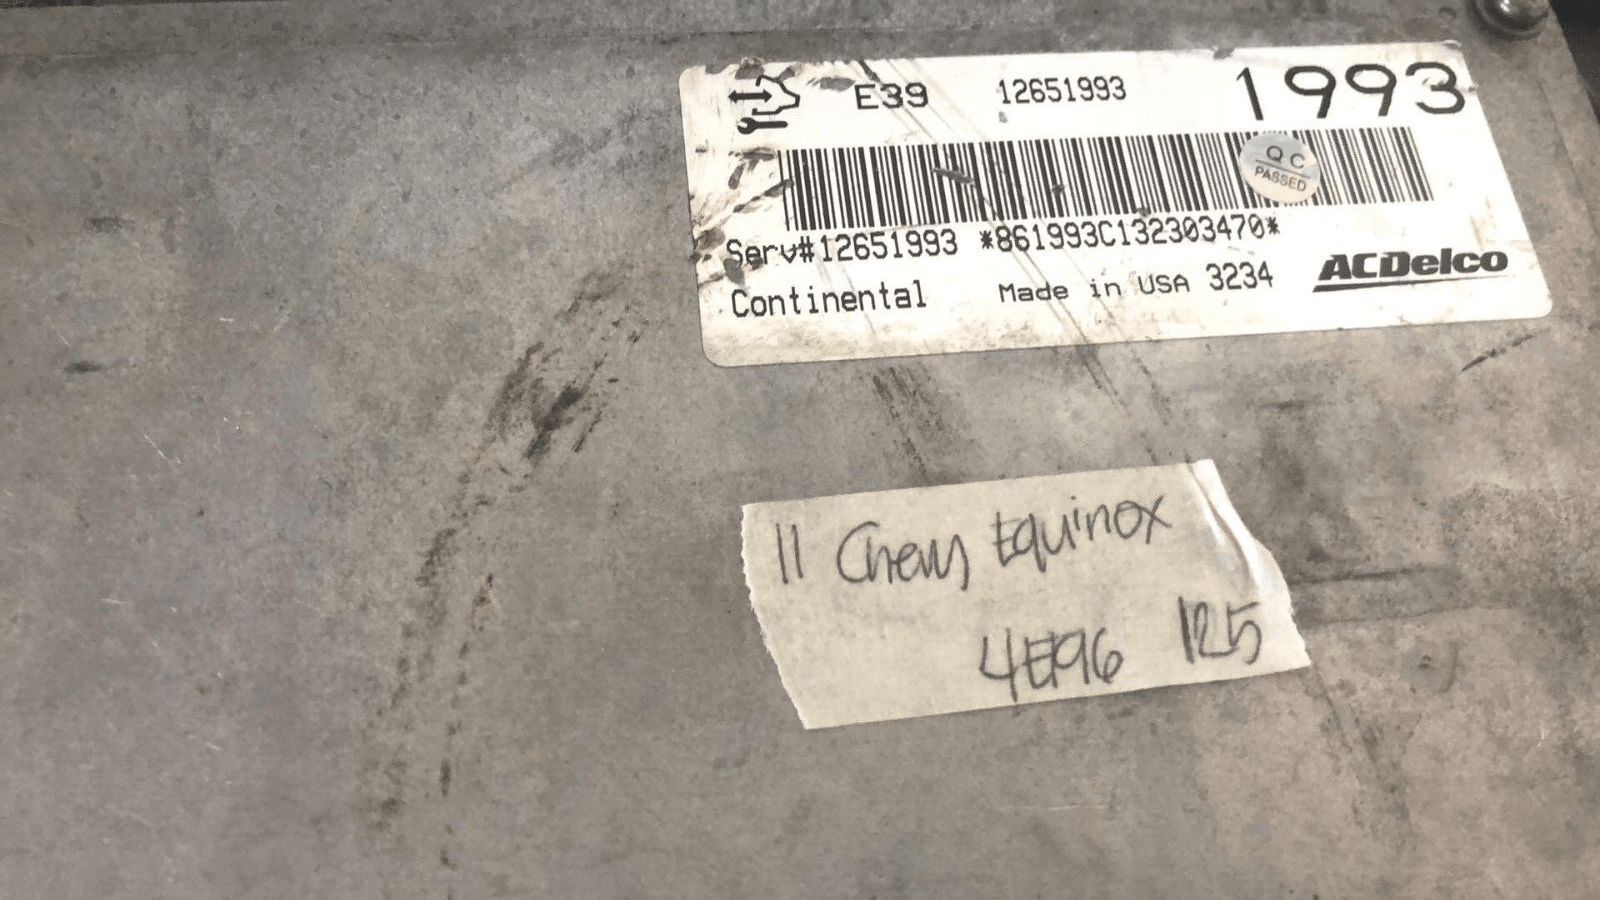 E39 12651993 1993
QC
PASSED
Serv#12651993 *861993C132303470*
Continental Made in USA 3234 ACDelco
11 Chevy Equinox
4E96 125